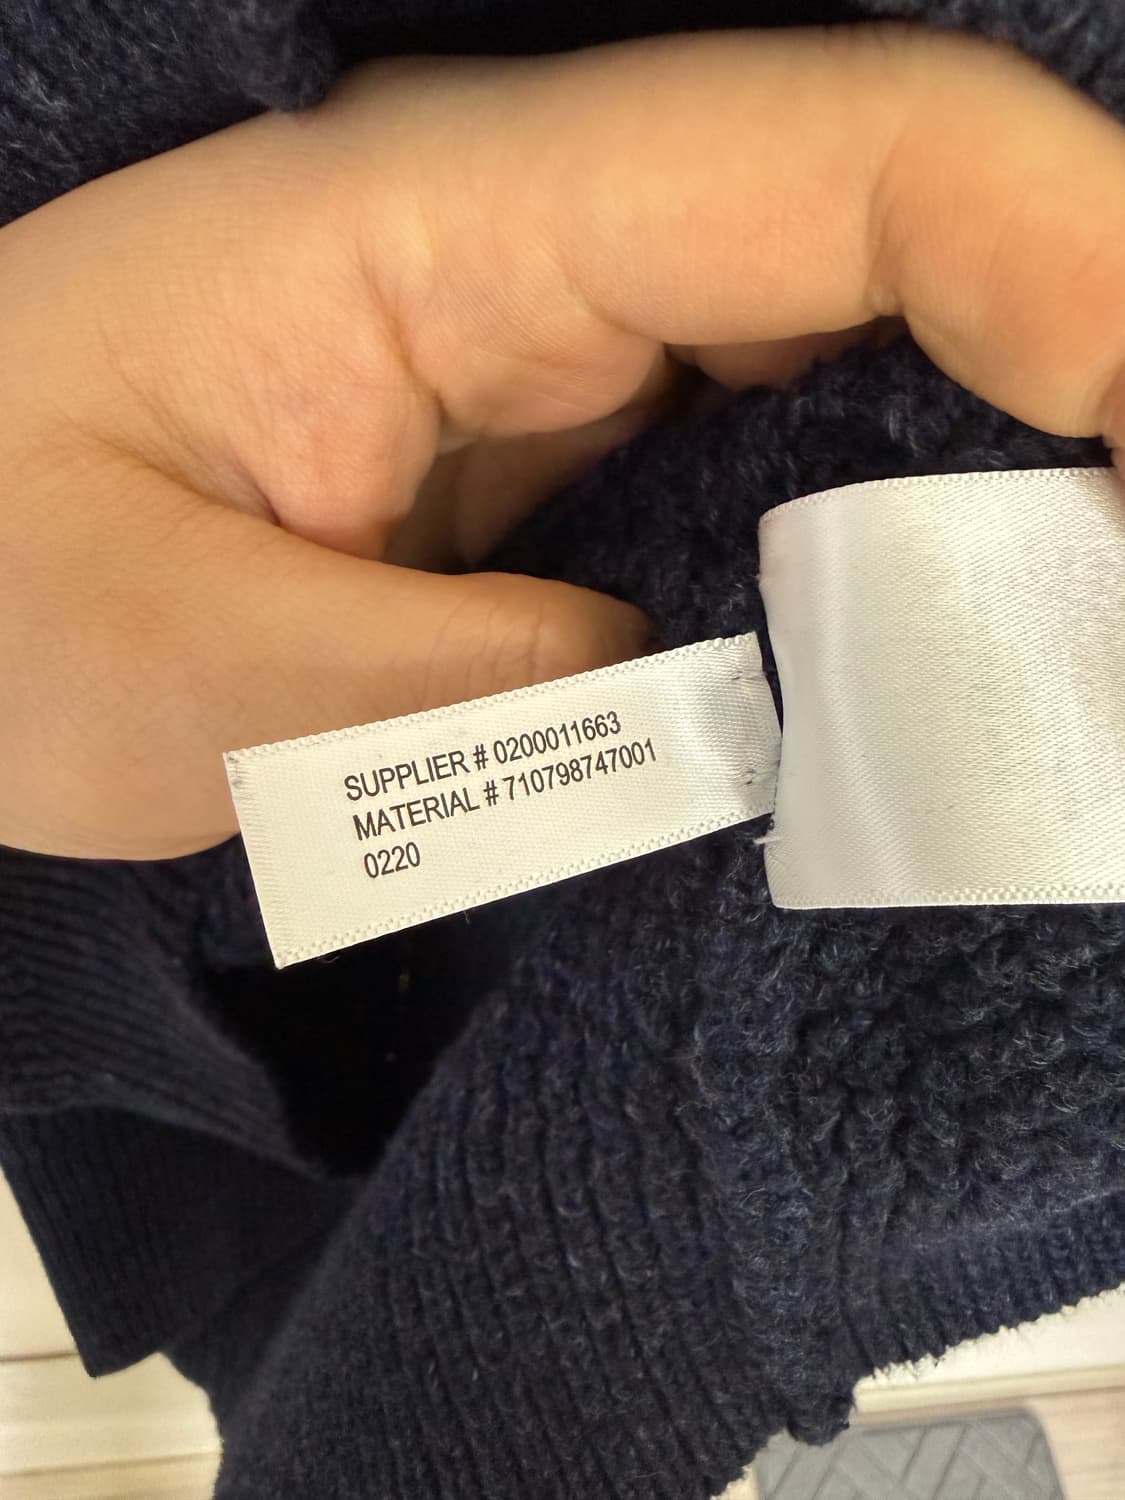 SUPPLIER # 0200011663
MATERIAL # 710798747001
0220